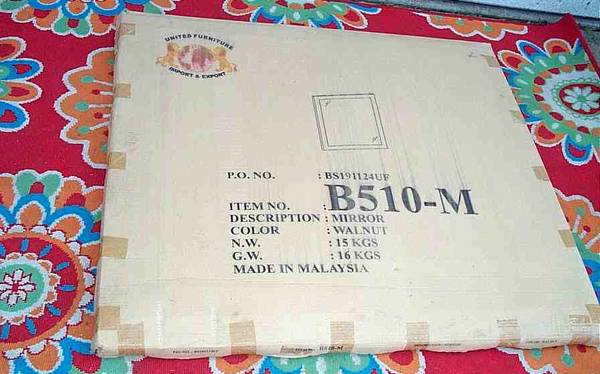 UNITED FURNITURE
IMPORT & EXPORT
P.O. NO. : BS191124UF
ITEM NO. : B510-M
DESCRIPTION : MIRROR
COLOR : WALNUT
N.W. : 15 KGS
G.W. : 16 KGS
MADE IN MALAYSIA
B510-M